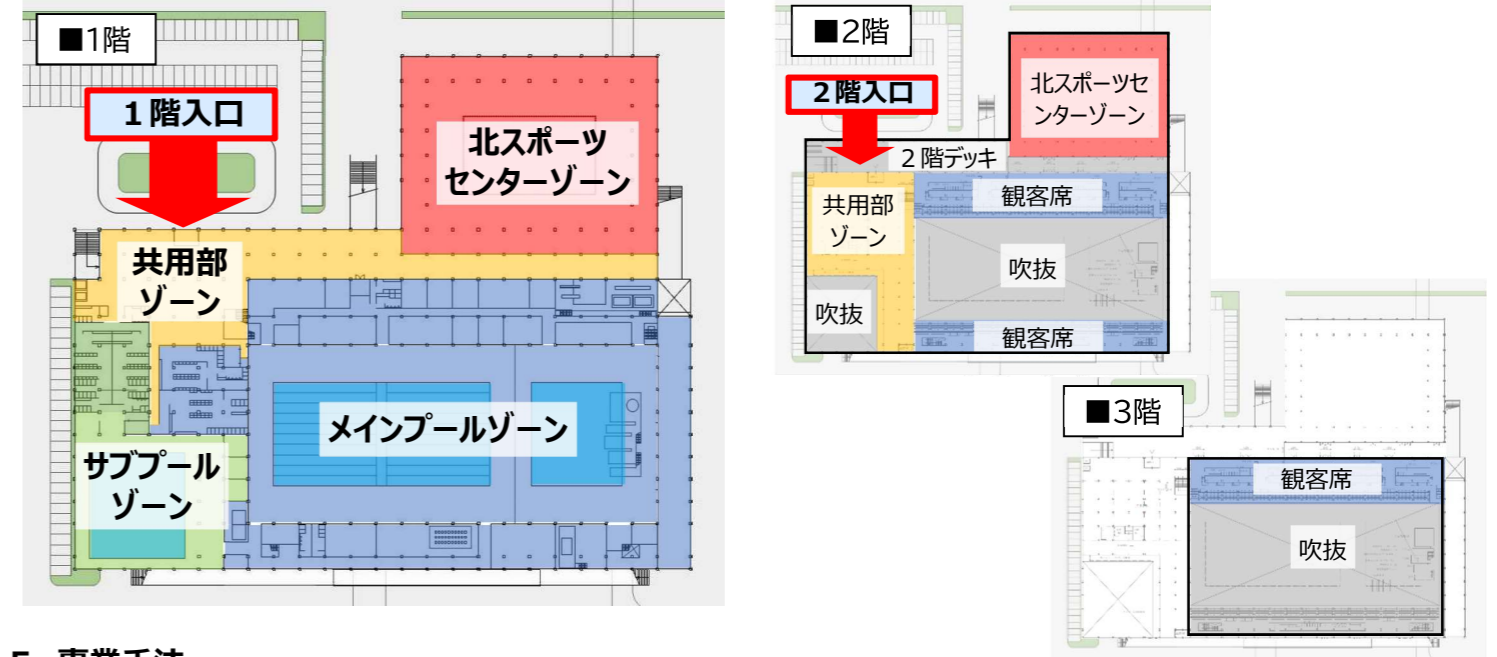 ■1階
1階入口
北スポーツ
センターゾーン
共用部
ゾーン
メインプールゾーン
サブプール
ゾーン
■2階
2階入口
北スポーツセ
ンターゾーン
2階デッキ
観客席
共用部
ゾーン
吹抜
吹抜
観客席
■3階
観客席
吹抜